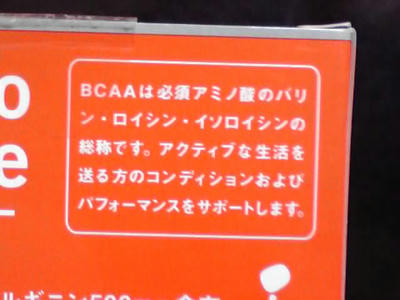 BCAAは必須アミノ酸のバリ
ン・ロイシン・イソロイシンの
総称です。アクティブな生活を
送る方のコンディションおよび
パフォーマンスをサポートします。
o
e